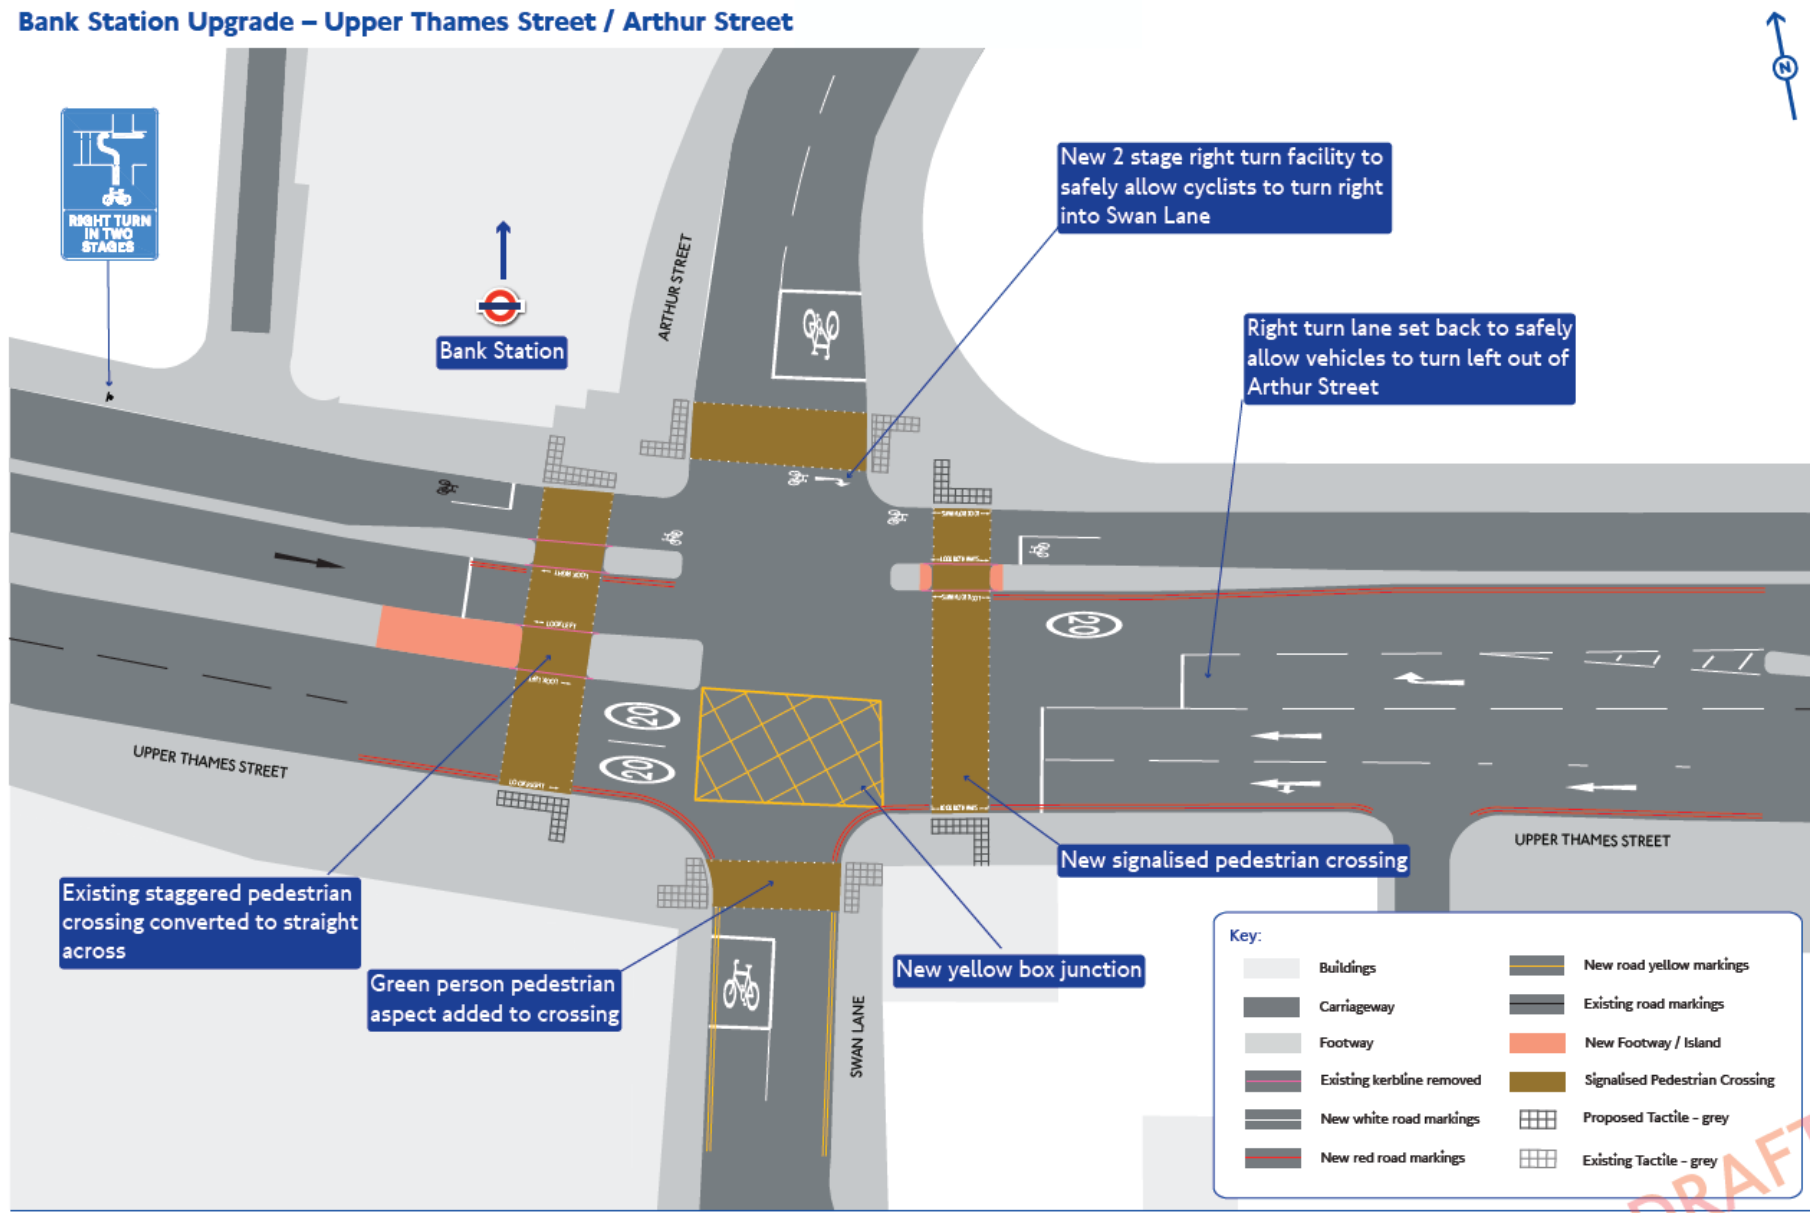 Bank Station Upgrade – Upper Thames Street / Arthur Street
N
RIGHT TURN
IN TWO
STAGES
Bank Station
ARTHUR STREET
New 2 stage right turn facility to
safely allow cyclists to turn right
into Swan Lane
Right turn lane set back to safely
allow vehicles to turn left out of
Arthur Street
LOOK LEFT
LOOK RIGHT
20
20
20
UPPER THAMES STREET
UPPER THAMES STREET
Existing staggered pedestrian
crossing converted to straight
across
Green person pedestrian
aspect added to crossing
New yellow box junction
New signalised pedestrian crossing
SWAN LANE
Key:
Buildings
Carriageway
Footway
Existing kerbline removed
New white road markings
New red road markings
New road yellow markings
Existing road markings
New Footway / Island
Signalised Pedestrian Crossing
Proposed Tactile - grey
Existing Tactile - grey
DRAFT